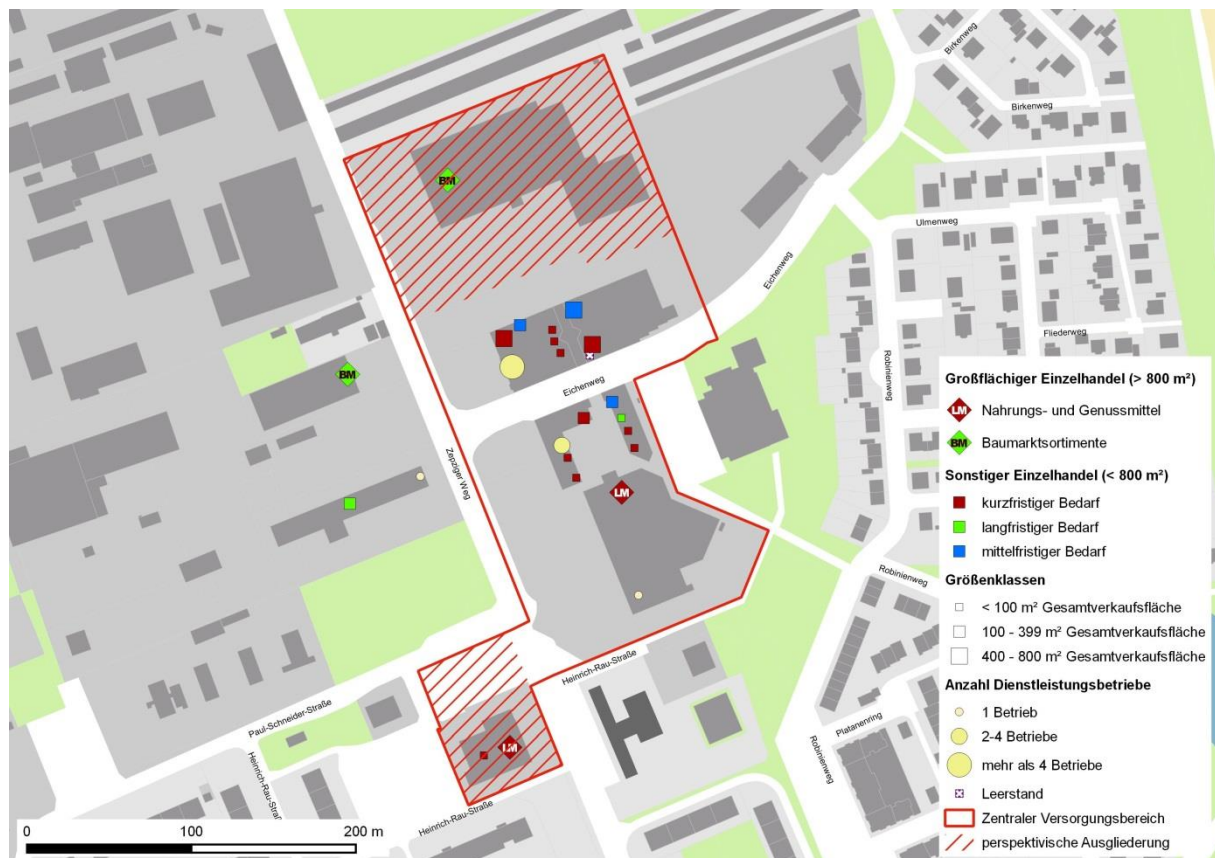 Birkenweg
Birkenweg
BM
Ulmenweg
Eichenweg
Fliederweg
BM
Eichenweg
Robinienweg
Zepziger Weg
LM
Robinienweg
Heinrich-Rau-Straße
Paul-Schneider-Straße
Heinrich-Rau-Straße
LM
Platanenring
Robinienweg
Heinrich-Rau-Straße
0 100 200 m
Großflächiger Einzelhandel (> 800 m²)
LM Nahrungs- und Genussmittel
BM Baumarktsortimente
Sonstiger Einzelhandel (< 800 m²)
kurzfristiger Bedarf
langfristiger Bedarf
mittelfristiger Bedarf
Größenklassen
< 100 m² Gesamtverkaufsfläche
100 - 399 m² Gesamtverkaufsfläche
400 - 800 m² Gesamtverkaufsfläche
Anzahl Dienstleistungsbetriebe
1 Betrieb
2-4 Betriebe
mehr als 4 Betriebe
Leerstand
Zentraler Versorgungsbereich
perspektivische Ausgliederung